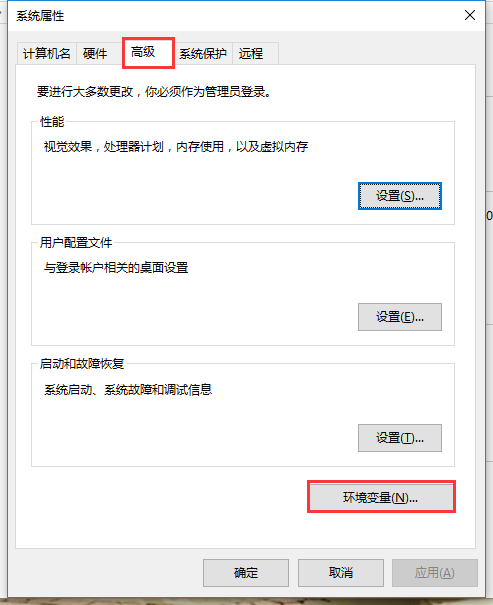 系统属性
计算机名 硬件 高级 系统保护 远程
要进行大多数更改，你必须作为管理员登录。
性能
视觉效果，处理器计划，内存使用，以及虚拟内存
设置(S)...
用户配置文件
与登录帐户相关的桌面设置
设置(E)...
启动和故障恢复
系统启动、系统故障和调试信息
设置(T)...
环境变量(N)...
确定 取消 应用(A)
0